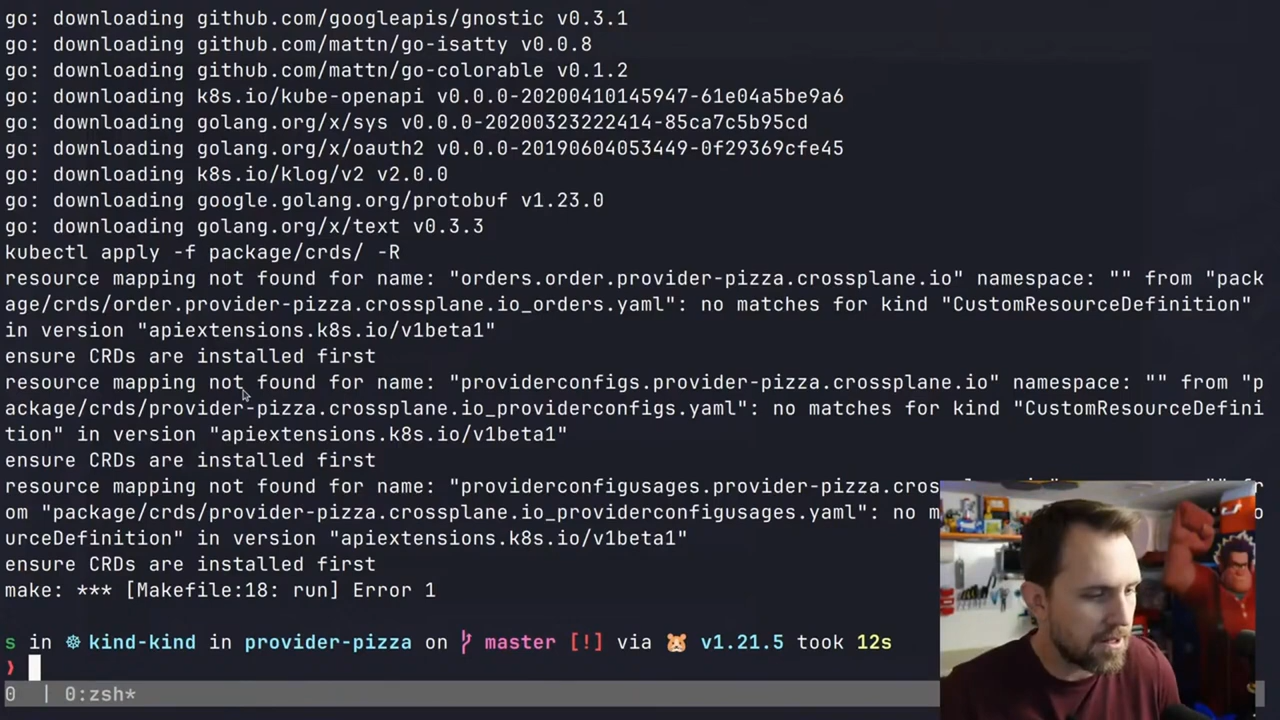 go: downloading github.com/googleapis/gnostic v0.3.1
go: downloading github.com/mattn/go-isatty v0.0.8
go: downloading github.com/mattn/go-colorable v0.1.2
go: downloading k8s.io/kube-openapi v0.0.0-20200410145947-61e04a5be9a6
go: downloading golang.org/x/sys v0.0.0-20200323222414-85ca7c5b95cd
go: downloading golang.org/x/oauth2 v0.0.0-20190604053449-0f29369cfe45
go: downloading k8s.io/klog/v2 v2.0.0
go: downloading google.golang.org/protobuf v1.23.0
go: downloading golang.org/x/text v0.3.3
kubectl apply -f package/crds/ -R
resource mapping not found for name: "orders.order.provider-pizza.crossplane.io" namespace: "" from "pack
age/crds/order.provider-pizza.crossplane.io_orders.yaml": no matches for kind "CustomResourceDefinition"
in version "apiextensions.k8s.io/v1beta1"
ensure CRDs are installed first
resource mapping not found for name: "providerconfigs.provider-pizza.crossplane.io" namespace: "" from "p
ackage/crds/provider-pizza.crossplane.io_providerconfigs.yaml": no matches for kind "CustomResourceDefini
tion" in version "apiextensions.k8s.io/v1beta1"
ensure CRDs are installed first
resource mapping not found for name: "providerconfigusages.provider-pizza.cros
om "package/crds/provider-pizza.crossplane.io_providerconfigusages.yaml": no m
ourceDefinition" in version "apiextensions.k8s.io/v1beta1"
ensure CRDs are installed first
make: *** [Makefile:18: run] Error 1
s in ☸ kind-kind in provider-pizza on master [!] via 🐹 v1.21.5 took 12s
❯
0 | 0:zsh*